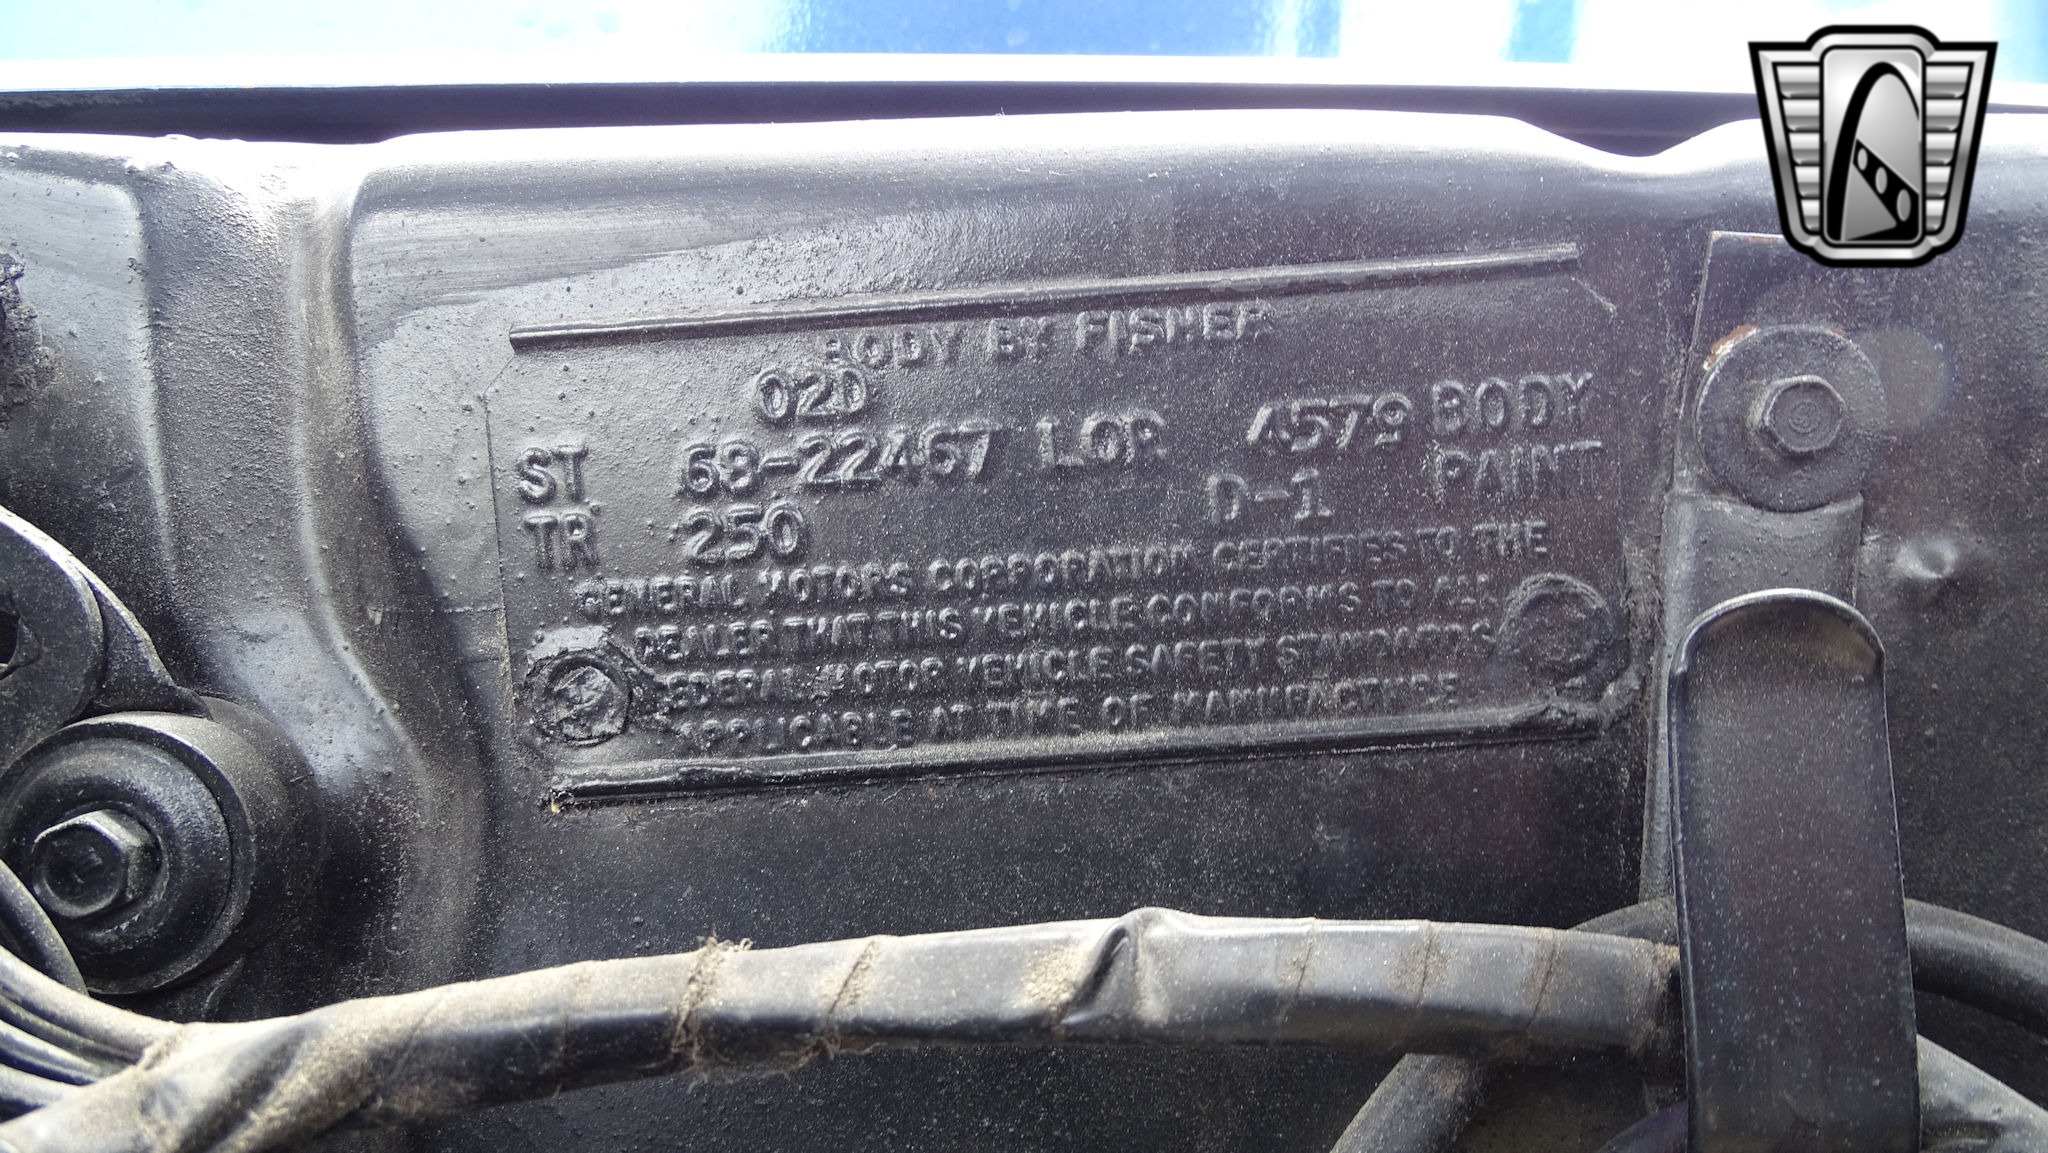 BODY BY FISHER
02D
ST 68-22467 LOR 4579 BODY
TR 250 D-1 PAINT
GENERAL MOTORS CORPORATION CERTIFIES TO THE
DEALER THAT THIS VEHICLE CONFORMS TO ALL
FEDERAL MOTOR VEHICLE SAFETY STANDARDS
APPLICABLE AT TIME OF MANUFACTURE